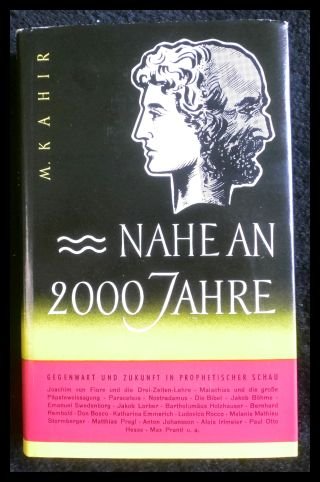 M. KAHIR
NAHE AN
2000 JAHRE
GEGENWART UND ZUKUNFT IN PROPHETISCHER SCHAU
Joachim von Fiore und die Drei-Zeiten-Lehre - Malachias und die große
Papstweissagung - Paracelsus - Nostradamus - Die Bibel - Jakob Böhme -
Emanuel Swedenborg - Jakob Lorber - Bartholomäus Holzhauser - Bernhard
Rembold - Don Bosco - Katharina Emmerich - Ludovico Rocco - Melanie Mathieu
Stormberger - Matthias Pregl - Anton Johansson - Alois Irlmaier - Paul Otto
Hesse - Max Prantl u. a.